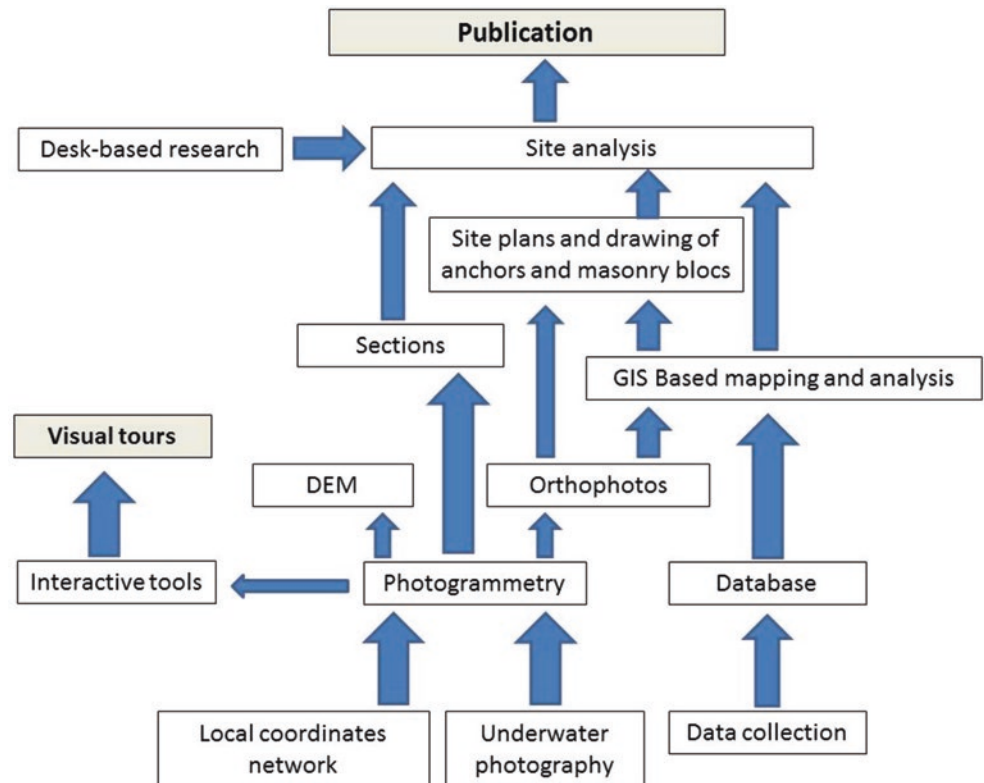 Publication
Desk-based research
Site analysis
Site plans and drawing of
anchors and masonry blocs
Sections
GIS Based mapping and analysis
Visual tours
DEM
Orthophotos
Interactive tools
Photogrammetry
Database
Local coordinates
network
Underwater
photography
Data collection